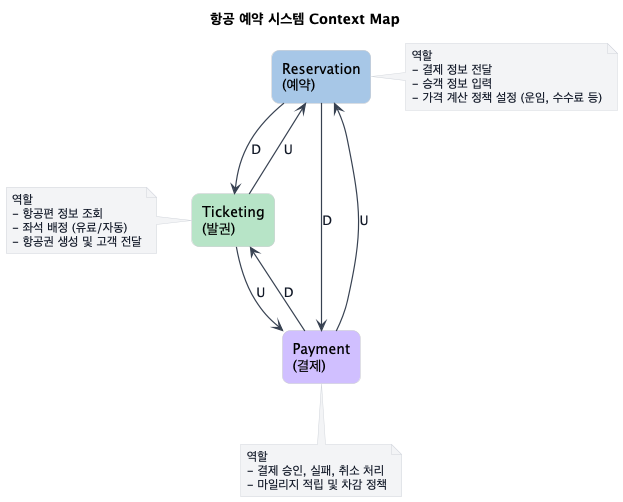 항공 예약 시스템 Context Map
Reservation
(예약)
역할
- 결제 정보 전달
- 승객 정보 입력
- 가격 계산 정책 설정 (운임, 수수료 등)
D
U
역할
- 항공편 정보 조회
- 좌석 배정 (유료/자동)
- 항공권 생성 및 고객 전달
Ticketing
(발권)
D
U
U
D
Payment
(결제)
역할
- 결제 승인, 실패, 취소 처리
- 마일리지 적립 및 차감 정책